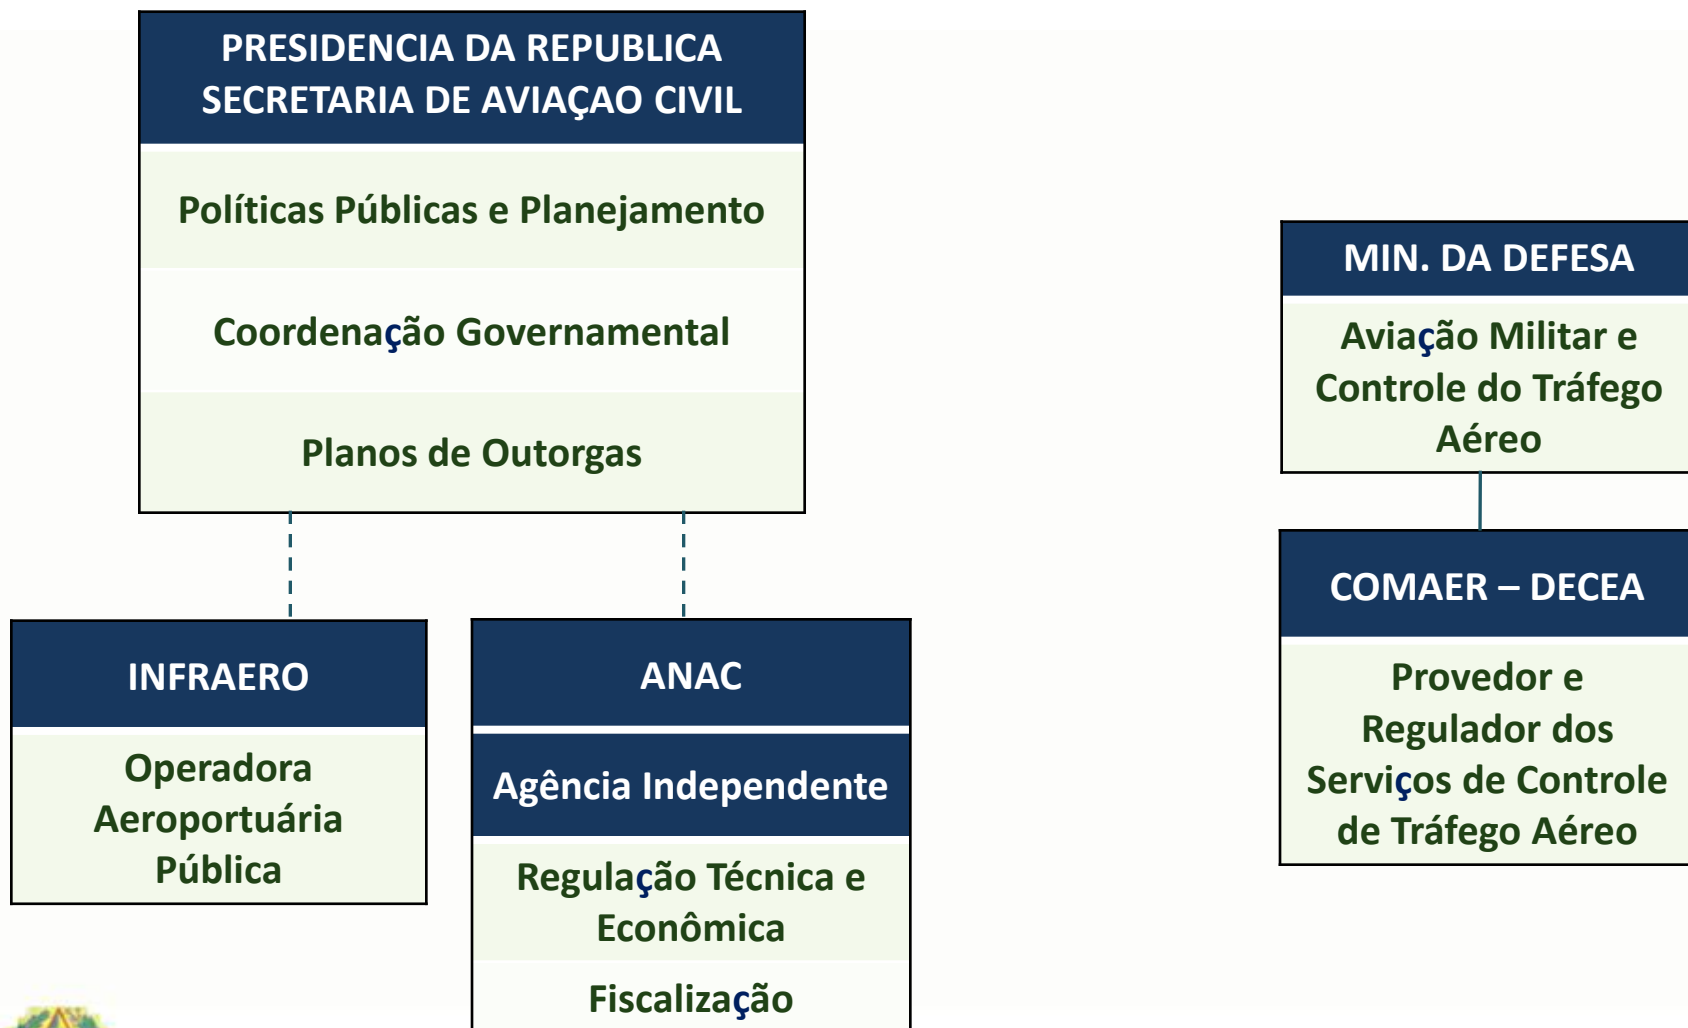 PRESIDENCIA DA REPUBLICA
SECRETARIA DE AVIAÇAO CIVIL
Políticas Públicas e Planejamento
Coordenação Governamental
Planos de Outorgas
INFRAERO
Operadora
Aeroportuária
Pública
ANAC
Agência Independente
Regulação Técnica e
Econômica
Fiscalização
MIN. DA DEFESA
Aviação Militar e
Controle do Tráfego
Aéreo
COMAER – DECEA
Provedor e
Regulador dos
Serviços de Controle
de Tráfego Aéreo